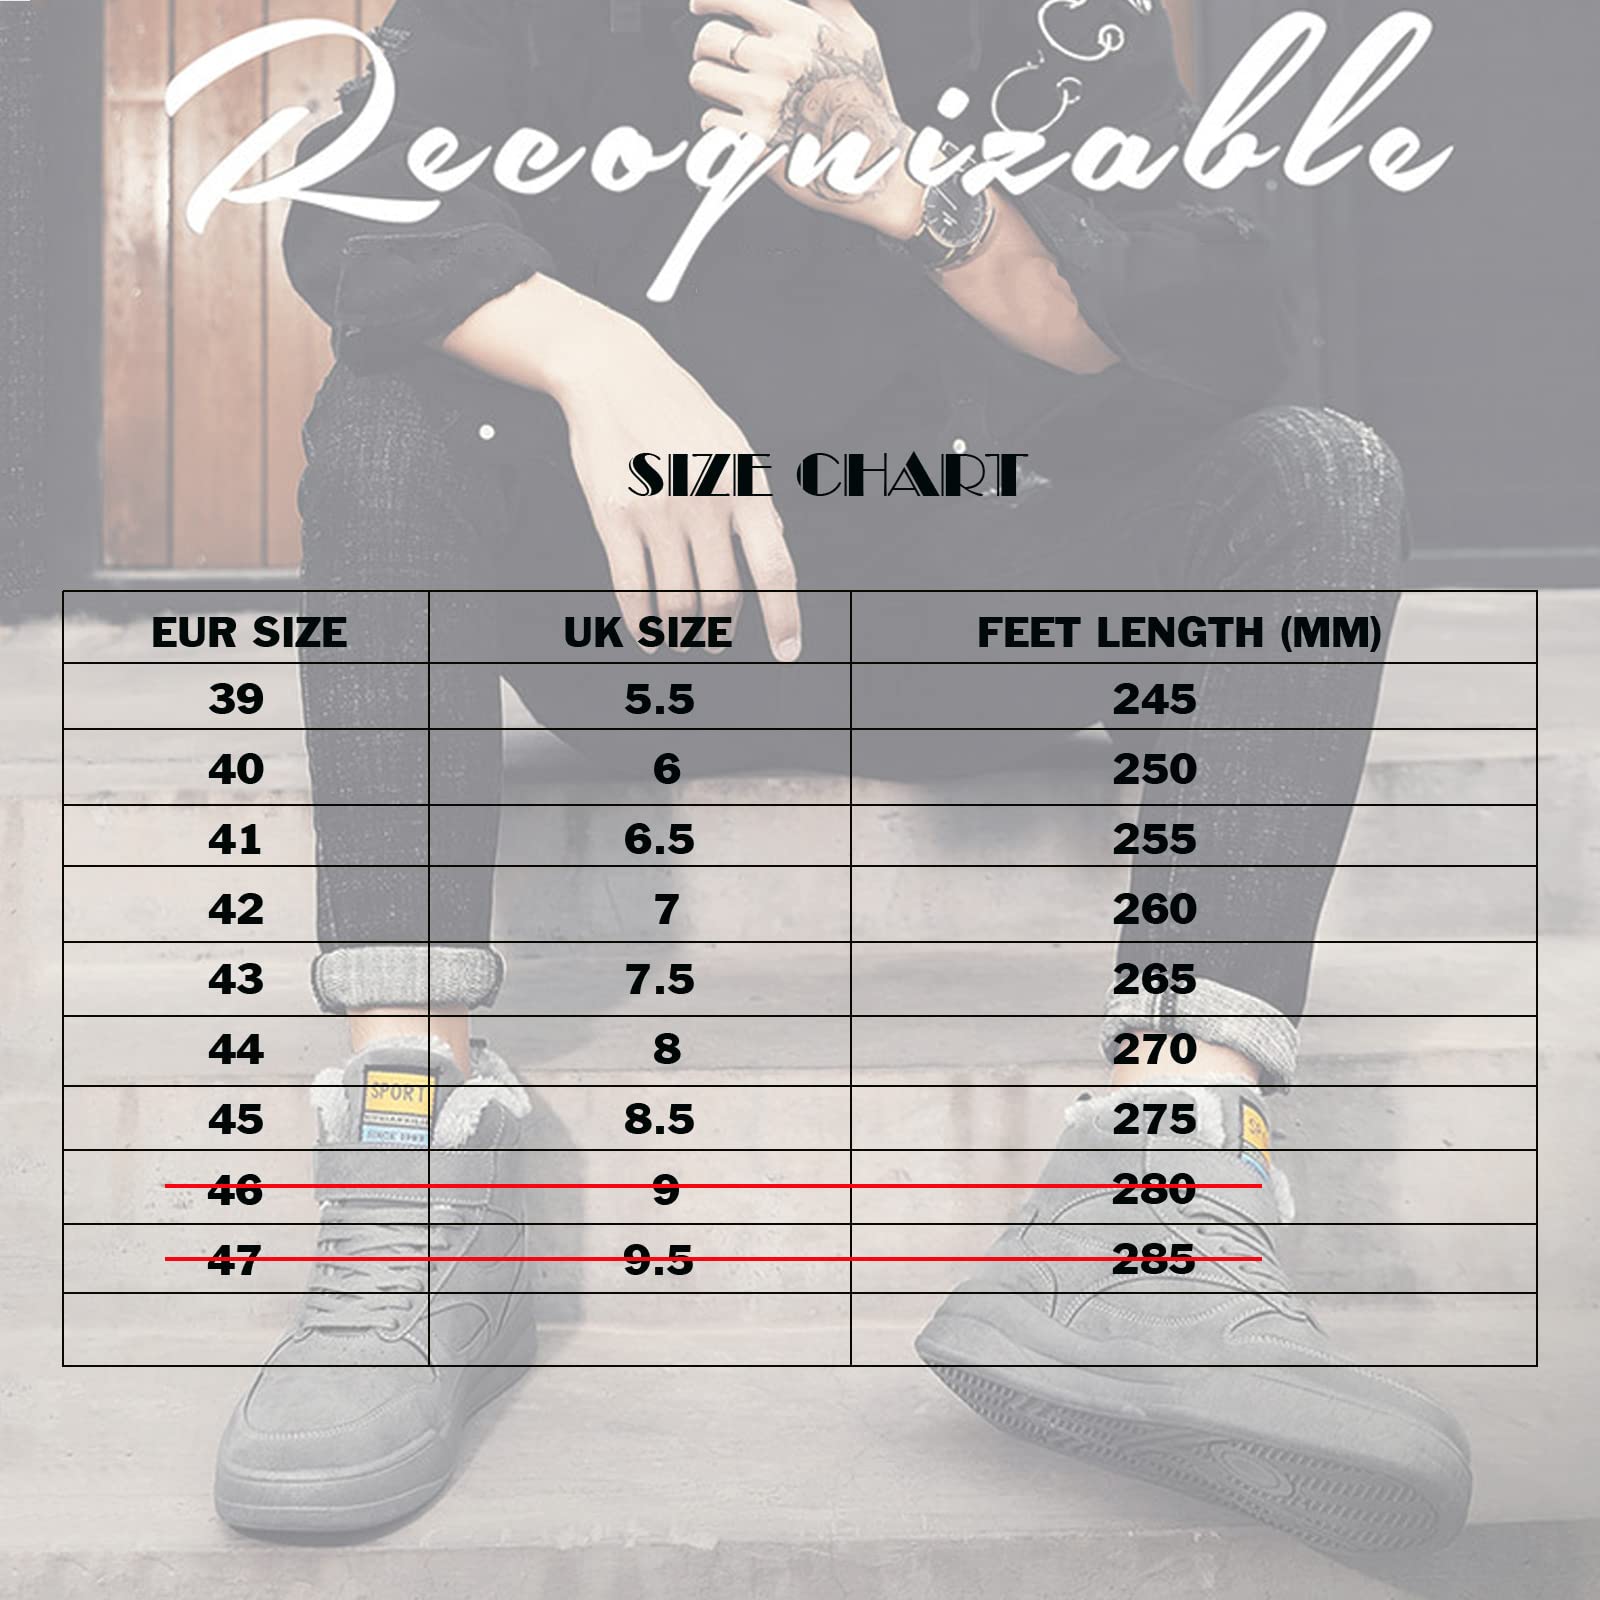 Recognizable
SIZE CHART
EUR SIZE UK SIZE FEET LENGTH (MM)
39 5.5 245
40 6 250
41 6.5 255
42 7 260
43 7.5 265
44 8 270
SPORT
45 8.5 275
SINCE 1983
46 9 280
47 9.5 285